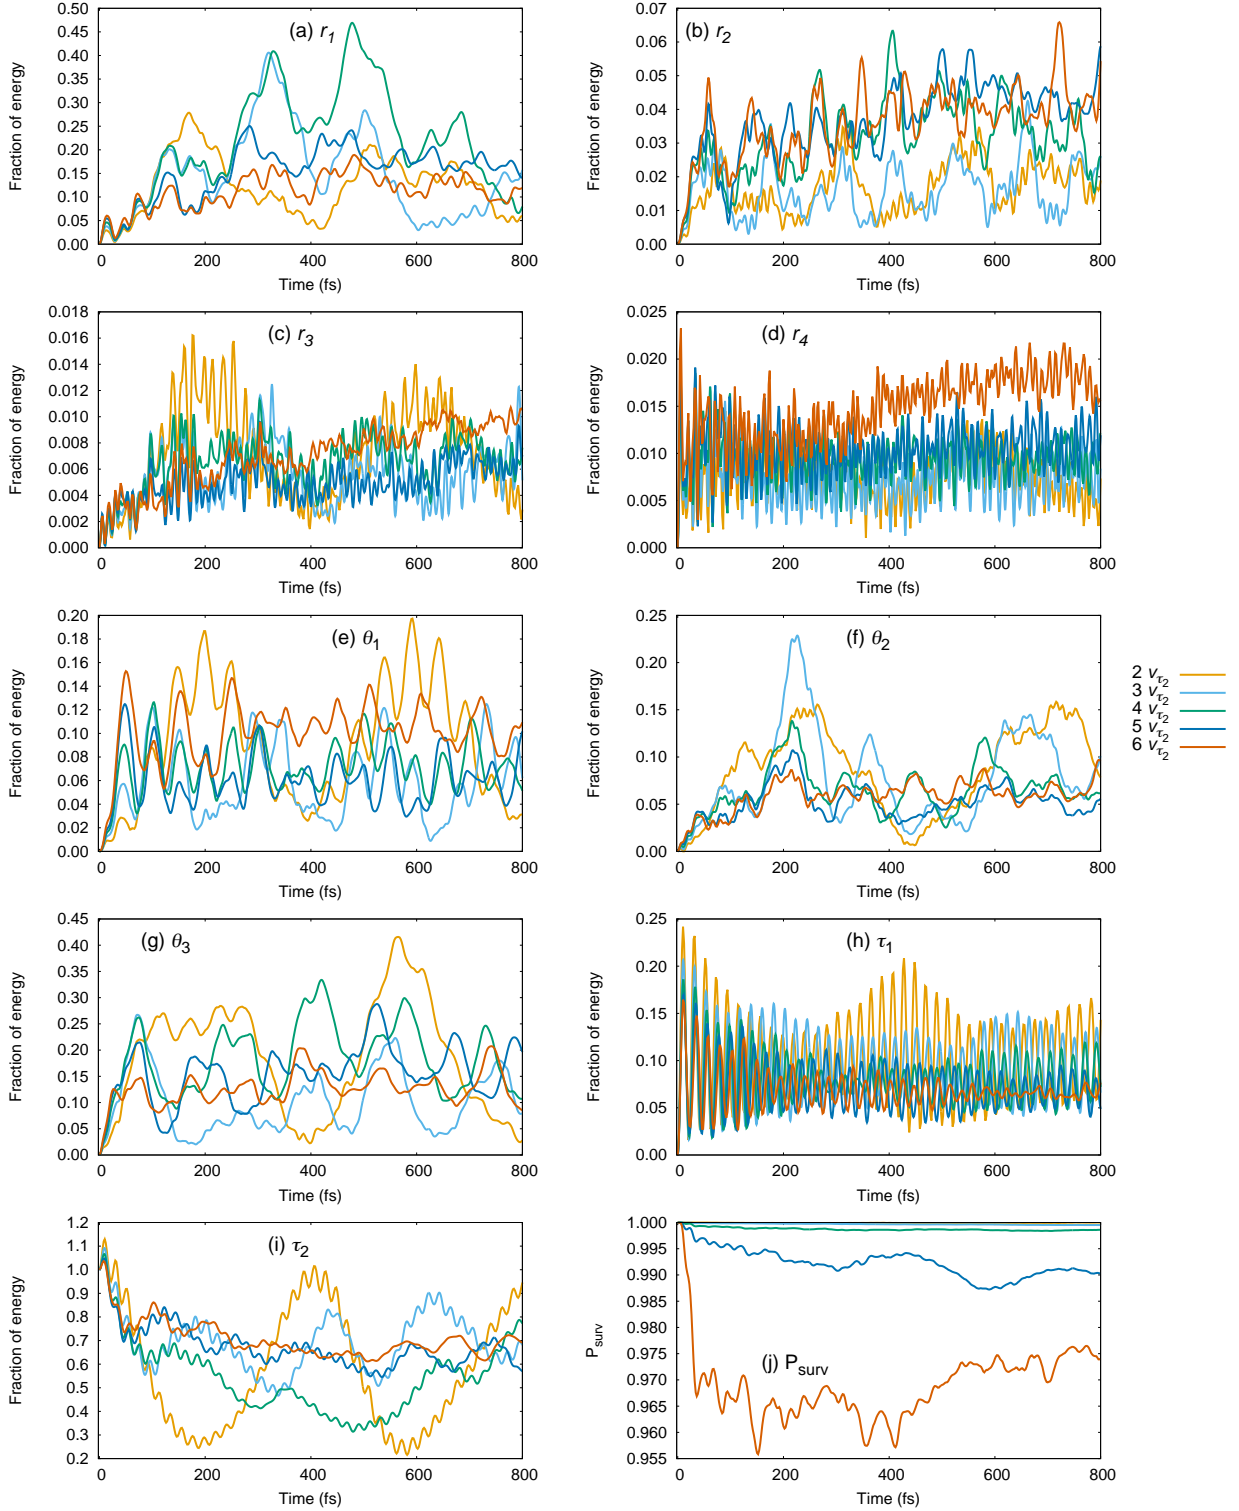 (a) r1
0.50
0.45
0.40
0.35
0.30
0.25
0.20
0.15
0.10
0.05
0.00
Fraction of energy
0 200 400 600 800
Time (fs)
(b) r2
0.07
0.06
0.05
0.04
0.03
0.02
0.01
0.00
Fraction of energy
0 200 400 600 800
Time (fs)
(c) r3
0.018
0.016
0.014
0.012
0.010
0.008
0.006
0.004
0.002
0.000
Fraction of energy
0 200 400 600 800
Time (fs)
(d) r4
0.025
0.020
0.015
0.010
0.005
0.000
Fraction of energy
0 200 400 600 800
Time (fs)
(e) θ1
0.20
0.18
0.16
0.14
0.12
0.10
0.08
0.06
0.04
0.02
0.00
Fraction of energy
0 200 400 600 800
Time (fs)
(f) θ2
0.25
0.20
0.15
0.10
0.05
0.00
Fraction of energy
0 200 400 600 800
Time (fs)
2 ντ2
3 ντ2
4 ντ2
5 ντ2
6 ντ2
(g) θ3
0.45
0.40
0.35
0.30
0.25
0.20
0.15
0.10
0.05
0.00
Fraction of energy
0 200 400 600 800
Time (fs)
(h) τ1
0.25
0.20
0.15
0.10
0.05
0.00
Fraction of energy
0 200 400 600 800
Time (fs)
(i) τ2
1.2
1.1
1.0
0.9
0.8
0.7
0.6
0.5
0.4
0.3
0.2
Fraction of energy
0 200 400 600 800
Time (fs)
(j) Psurv
1.000
0.995
0.990
0.985
0.980
0.975
0.970
0.965
0.960
0.955
Psurv
0 200 400 600 800
Time (fs)